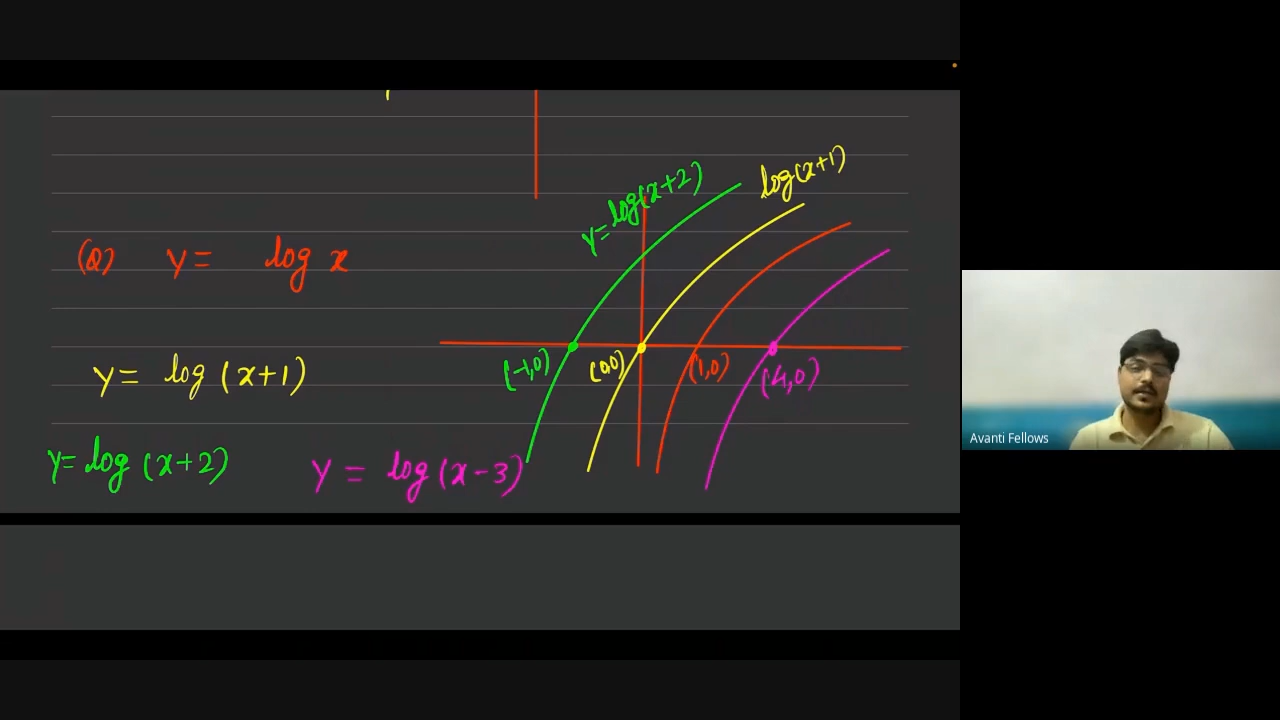 y=log(x+2)
log(x+1)
(Q) y = log x
(-1,0)
(0,0)
(1,0)
(4,0)
y = log (x+1)
y= log (x+2)
y = log (x-3)
Avanti Fellows